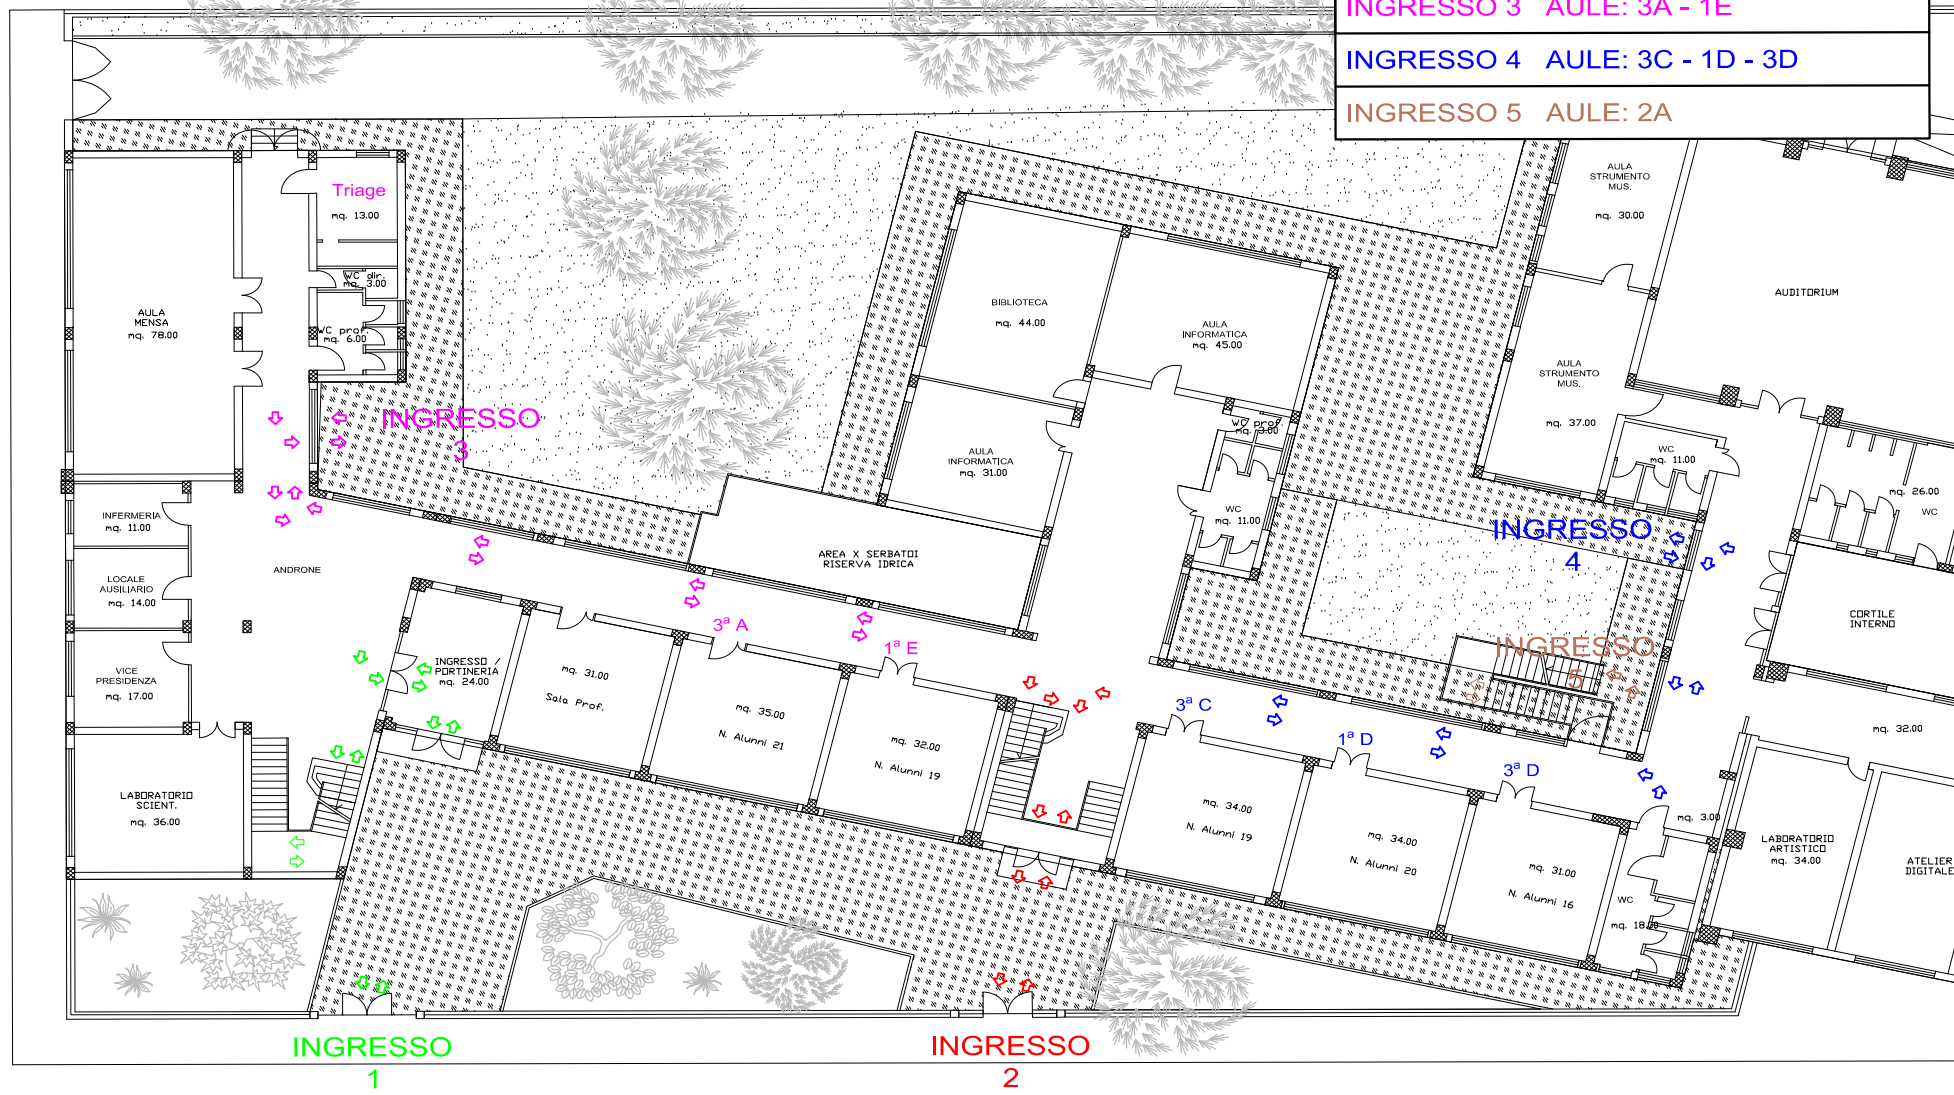 INGRESSO 3 AULE: 3A - 1E
INGRESSO 4 AULE: 3C - 1D - 3D
INGRESSO 5 AULE: 2A
Triage
mq. 13.00
WC dir.
mq. 3.00
WC prof.
mq. 6.00
AULA
MENSA
mq. 78.00
INGRESSO
3
INFERMERIA
mq. 11.00
LOCALE
AUSILIARIO
mq. 14.00
VICE
PRESIDENZA
mq. 17.00
LABORATORIO
SCIENT.
mq. 36.00
ANDRONE
INGRESSO /
PORTINERIA
mq. 24.00
mq. 31.00
Sala Prof.
3ª A
mq. 35.00
N. Alunni 21
1ª E
mq. 32.00
N. Alunni 19
BIBLIOTECA
mq. 44.00
AULA
INFORMATICA
mq. 45.00
AULA
INFORMATICA
mq. 31.00
WC prof.
mq. 3.00
WC
mq. 11.00
AREA X SERBATOI
RISERVA IDRICA
AULA
STRUMENTO
MUS.
mq. 30.00
AULA
STRUMENTO
MUS.
mq. 37.00
AUDITORIUM
WC
mq. 11.00
mq. 26.00
WC
INGRESSO
4
CORTILE
INTERNO
INGRESSO
5
3ª C
mq. 34.00
N. Alunni 19
1ª D
mq. 34.00
N. Alunni 20
3ª D
mq. 31.00
N. Alunni 16
mq. 3.00
WC
mq. 18.00
mq. 32.00
LABORATORIO
ARTISTICO
mq. 34.00
ATELIER
DIGITALE
INGRESSO
1
INGRESSO
2